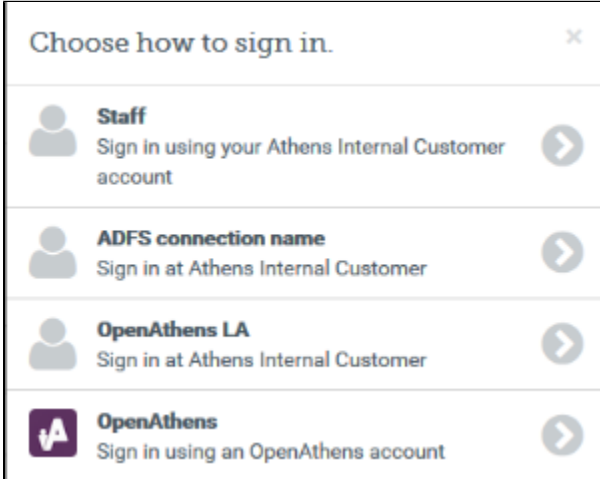 Choose how to sign in.
Staff
Sign in using your Athens Internal Customer
account
ADFS connection name
Sign in at Athens Internal Customer
OpenAthens LA
Sign in at Athens Internal Customer
OpenAthens
Sign in using an OpenAthens account